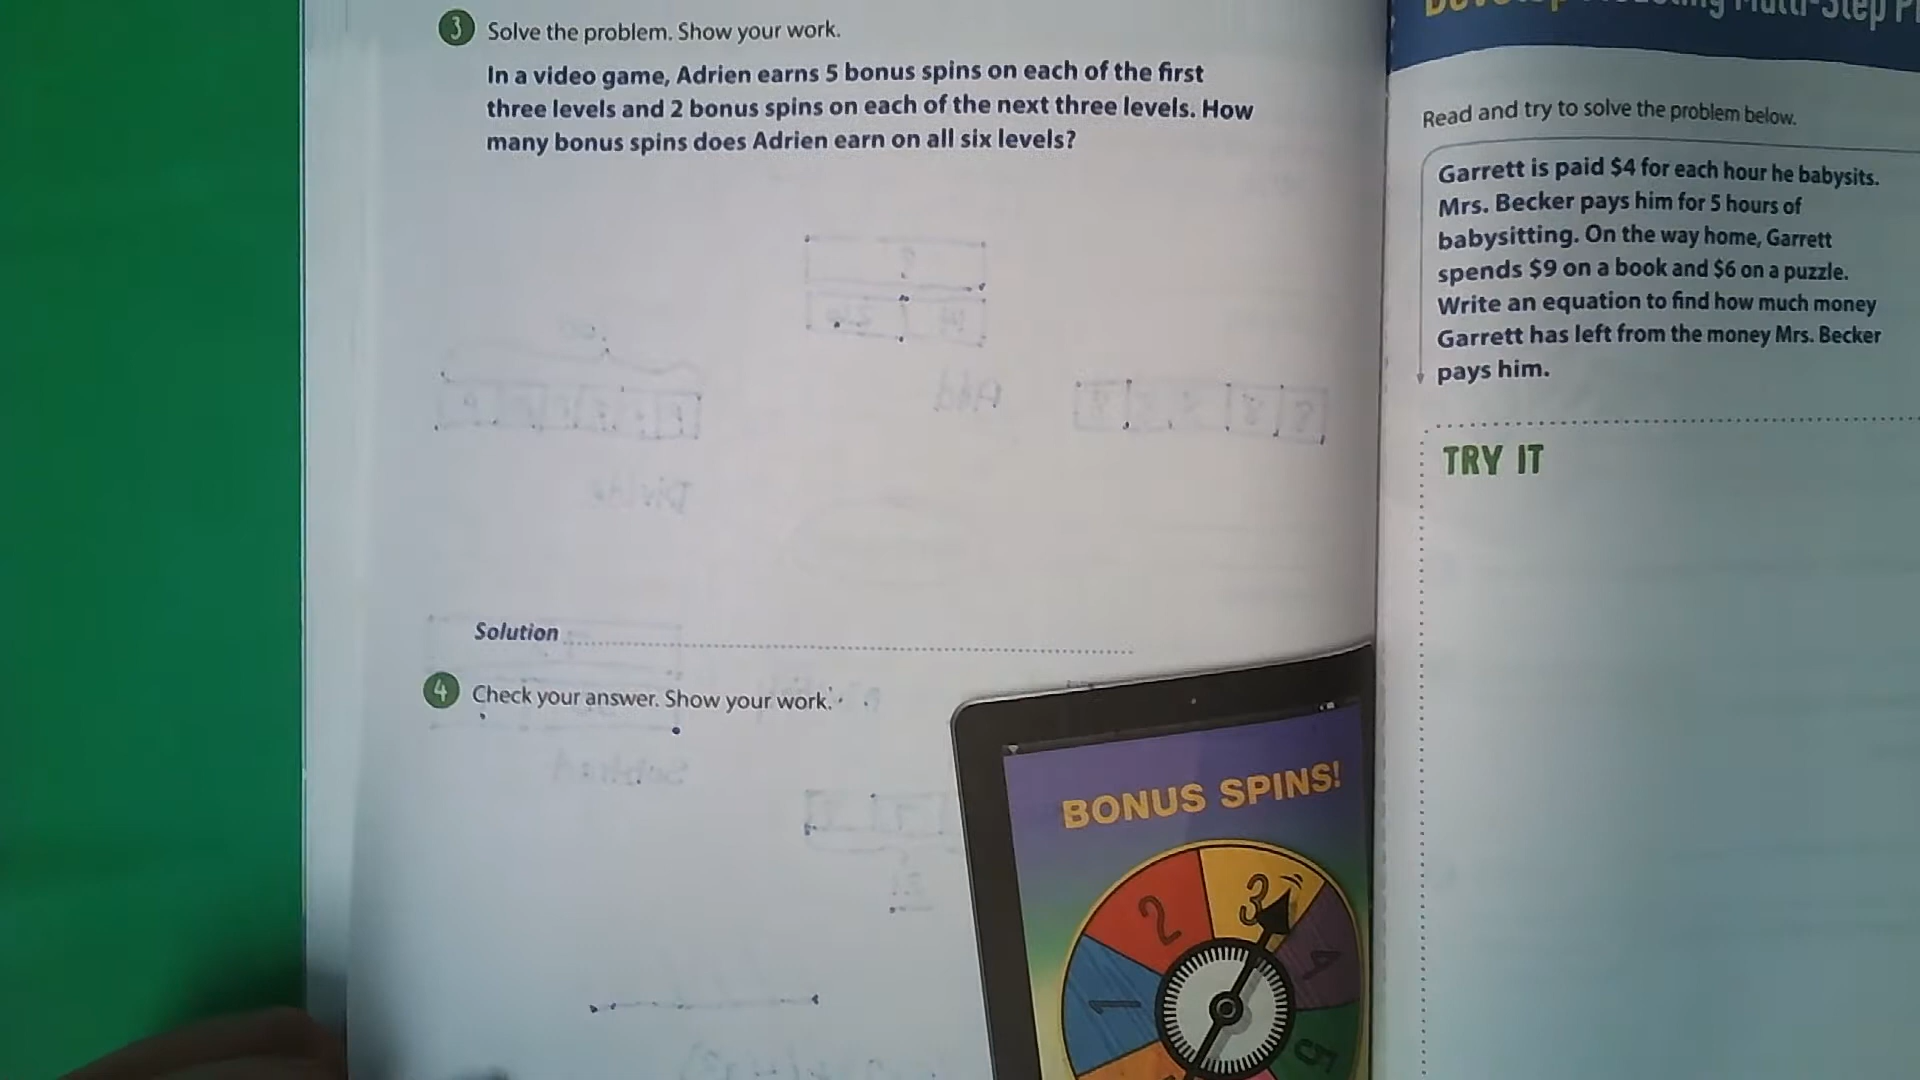 3 Solve the problem. Show your work.
In a video game, Adrien earns 5 bonus spins on each of the first
three levels and 2 bonus spins on each of the next three levels. How
many bonus spins does Adrien earn on all six levels?
Solution
4 Check your answer. Show your work.
BONUS SPINS!
1
2
3
4
5
Multi-Step
Read and try to solve the problem below.
Garrett is paid $4 for each hour he babysits.
Mrs. Becker pays him for 5 hours of
babysitting. On the way home, Garrett
spends $9 on a book and $6 on a puzzle.
Write an equation to find how much money
Garrett has left from the money Mrs. Becker
pays him.
TRY IT